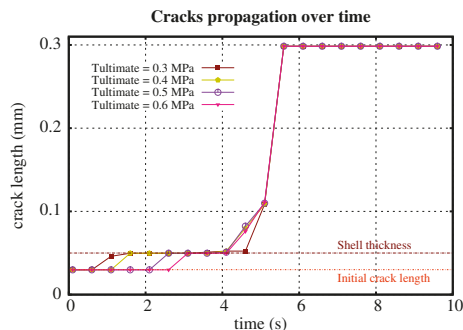 Cracks propagation over time
0.3
Tultimate = 0.3 MPa
Tultimate = 0.4 MPa
Tultimate = 0.5 MPa
Tultimate = 0.6 MPa
0.2
crack length (mm)
0.1
Shell thickness
Initial crack length
0
0 2 4 6 8 10
time (s)